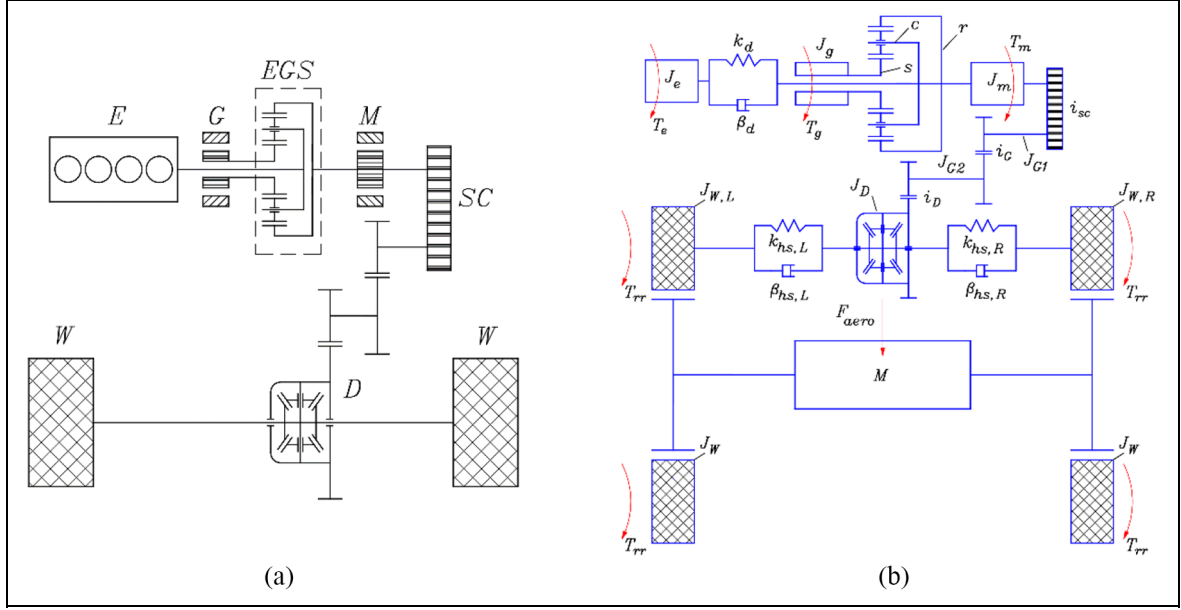 EGS
E
G
M
SC
W
W
D
(a)
k_d
J_g
c
r
T_m
J_e
s
J_m
T_e
β_d
T_g
i_sc
i_G
J_G1
J_G2
J_W,L
J_D
i_D
J_W,R
k_hs,L
k_hs,R
β_hs,L
β_hs,R
T_rr
T_rr
F_aero
M
J_W
J_W
T_rr
T_rr
(b)